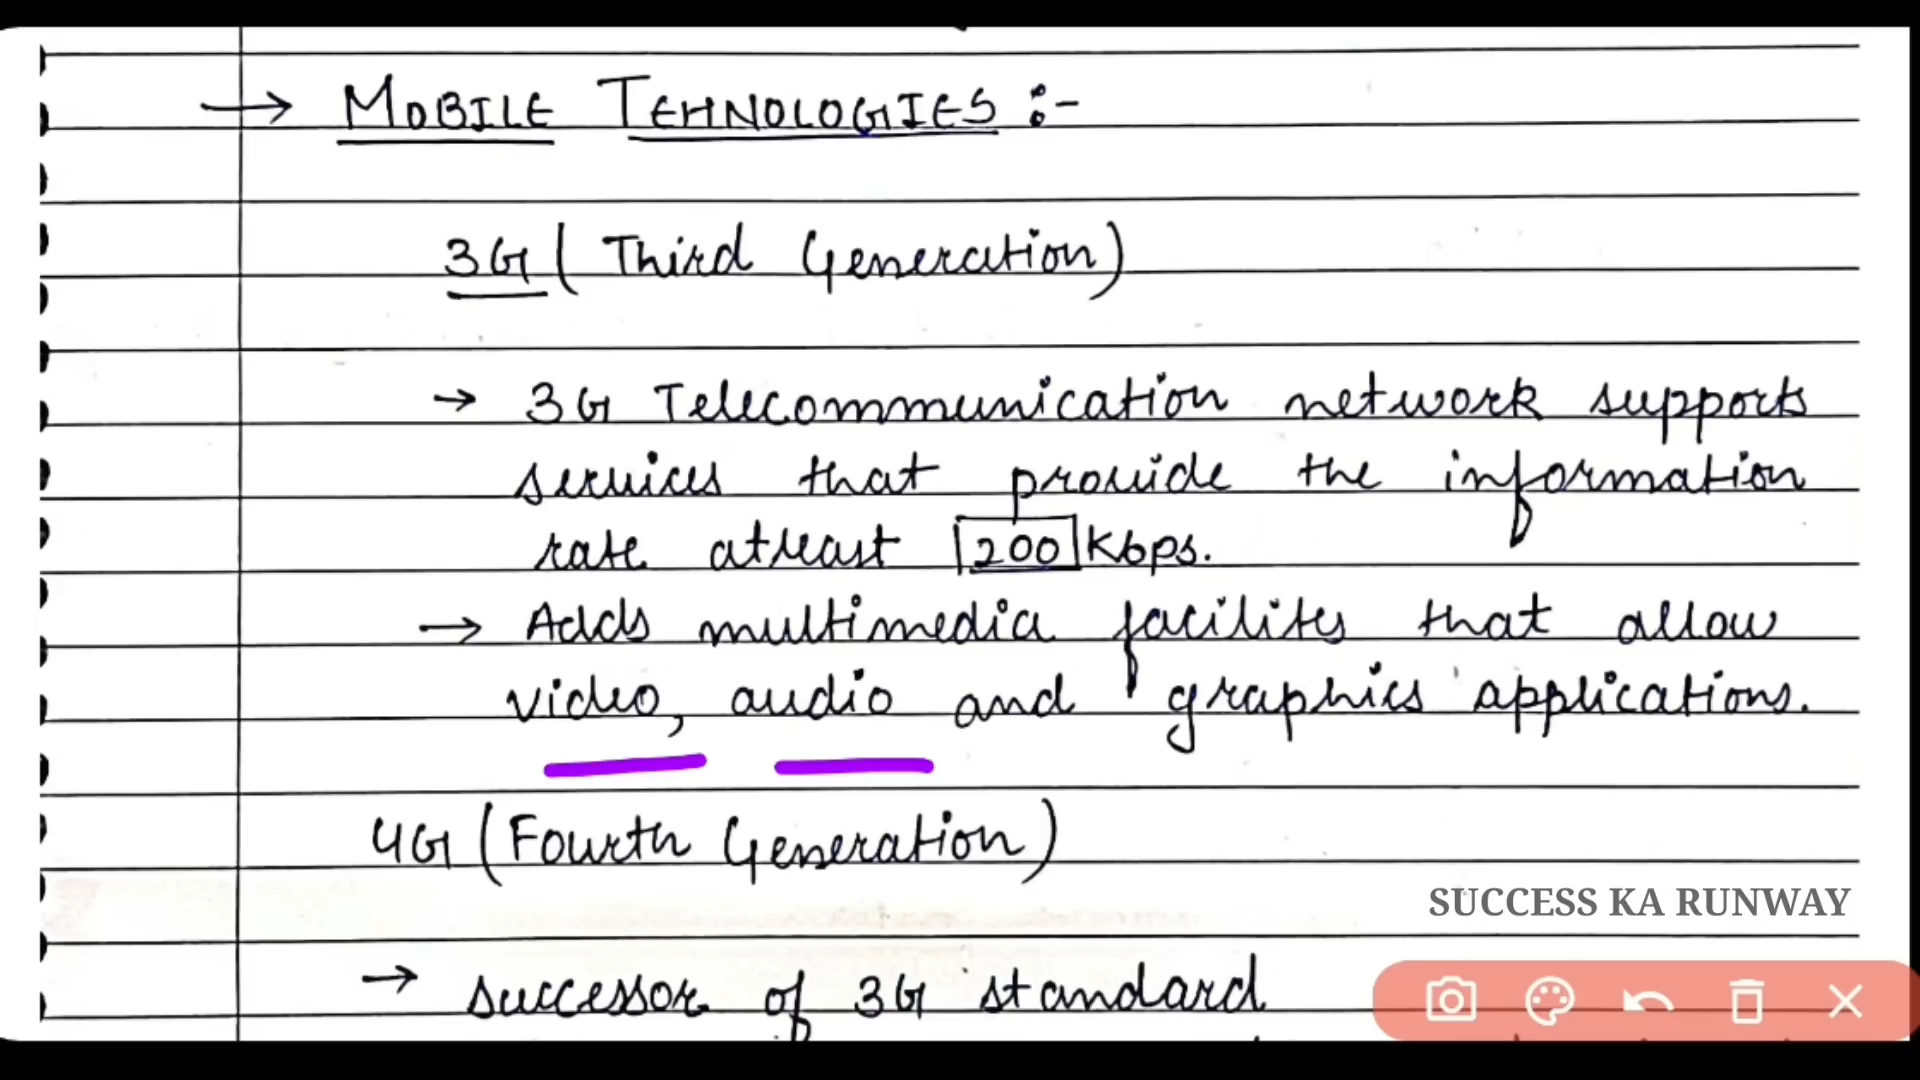 → MOBILE TEHNOLOGIES :-
3G ( Third Generation)
→ 3G Telecommunication network supports
services that provide the information
rate atleast 200 Kbps.
→ Adds multimedia facilites that allow
video, audio and graphics applications.
4G (Fourth Generation)
SUCCESS KA RUNWAY
→ successor of 3G standard